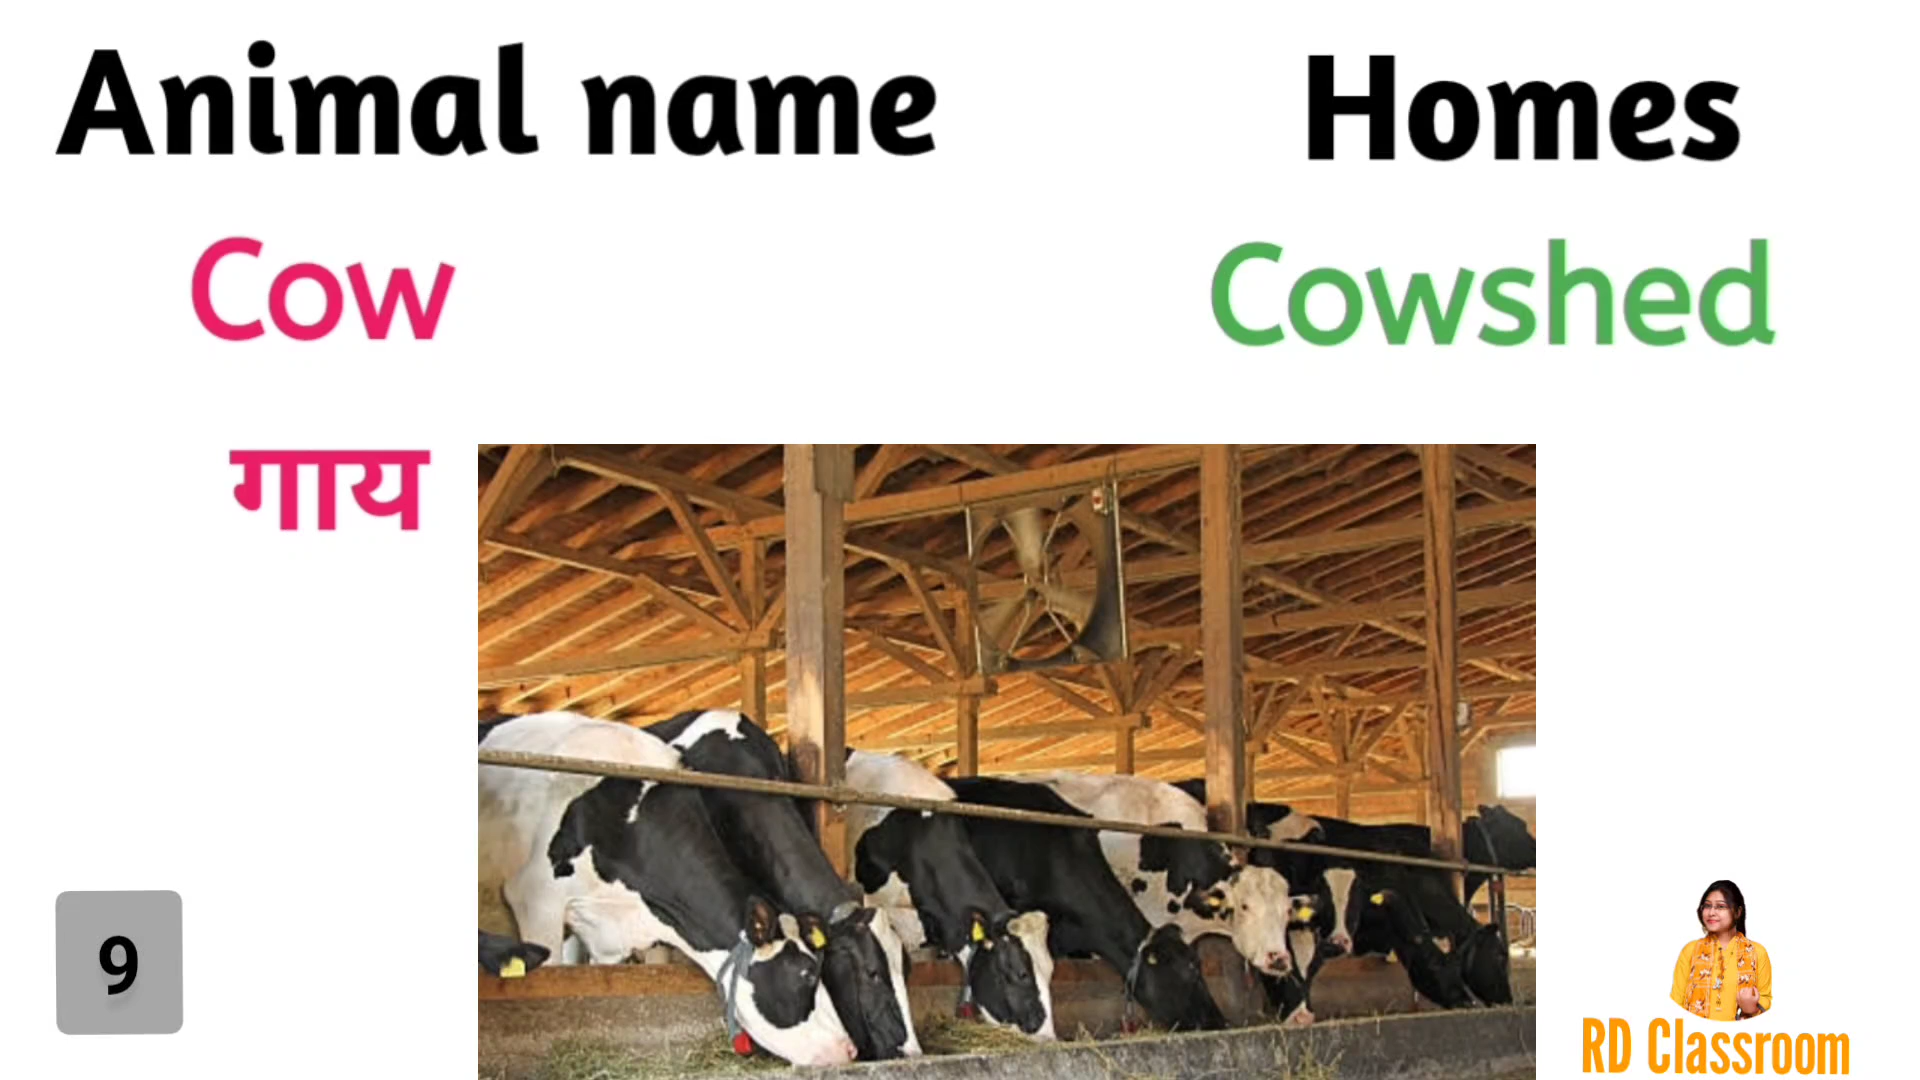 Animal name
Homes
Cow
Cowshed
गाय
9
RD Classroom